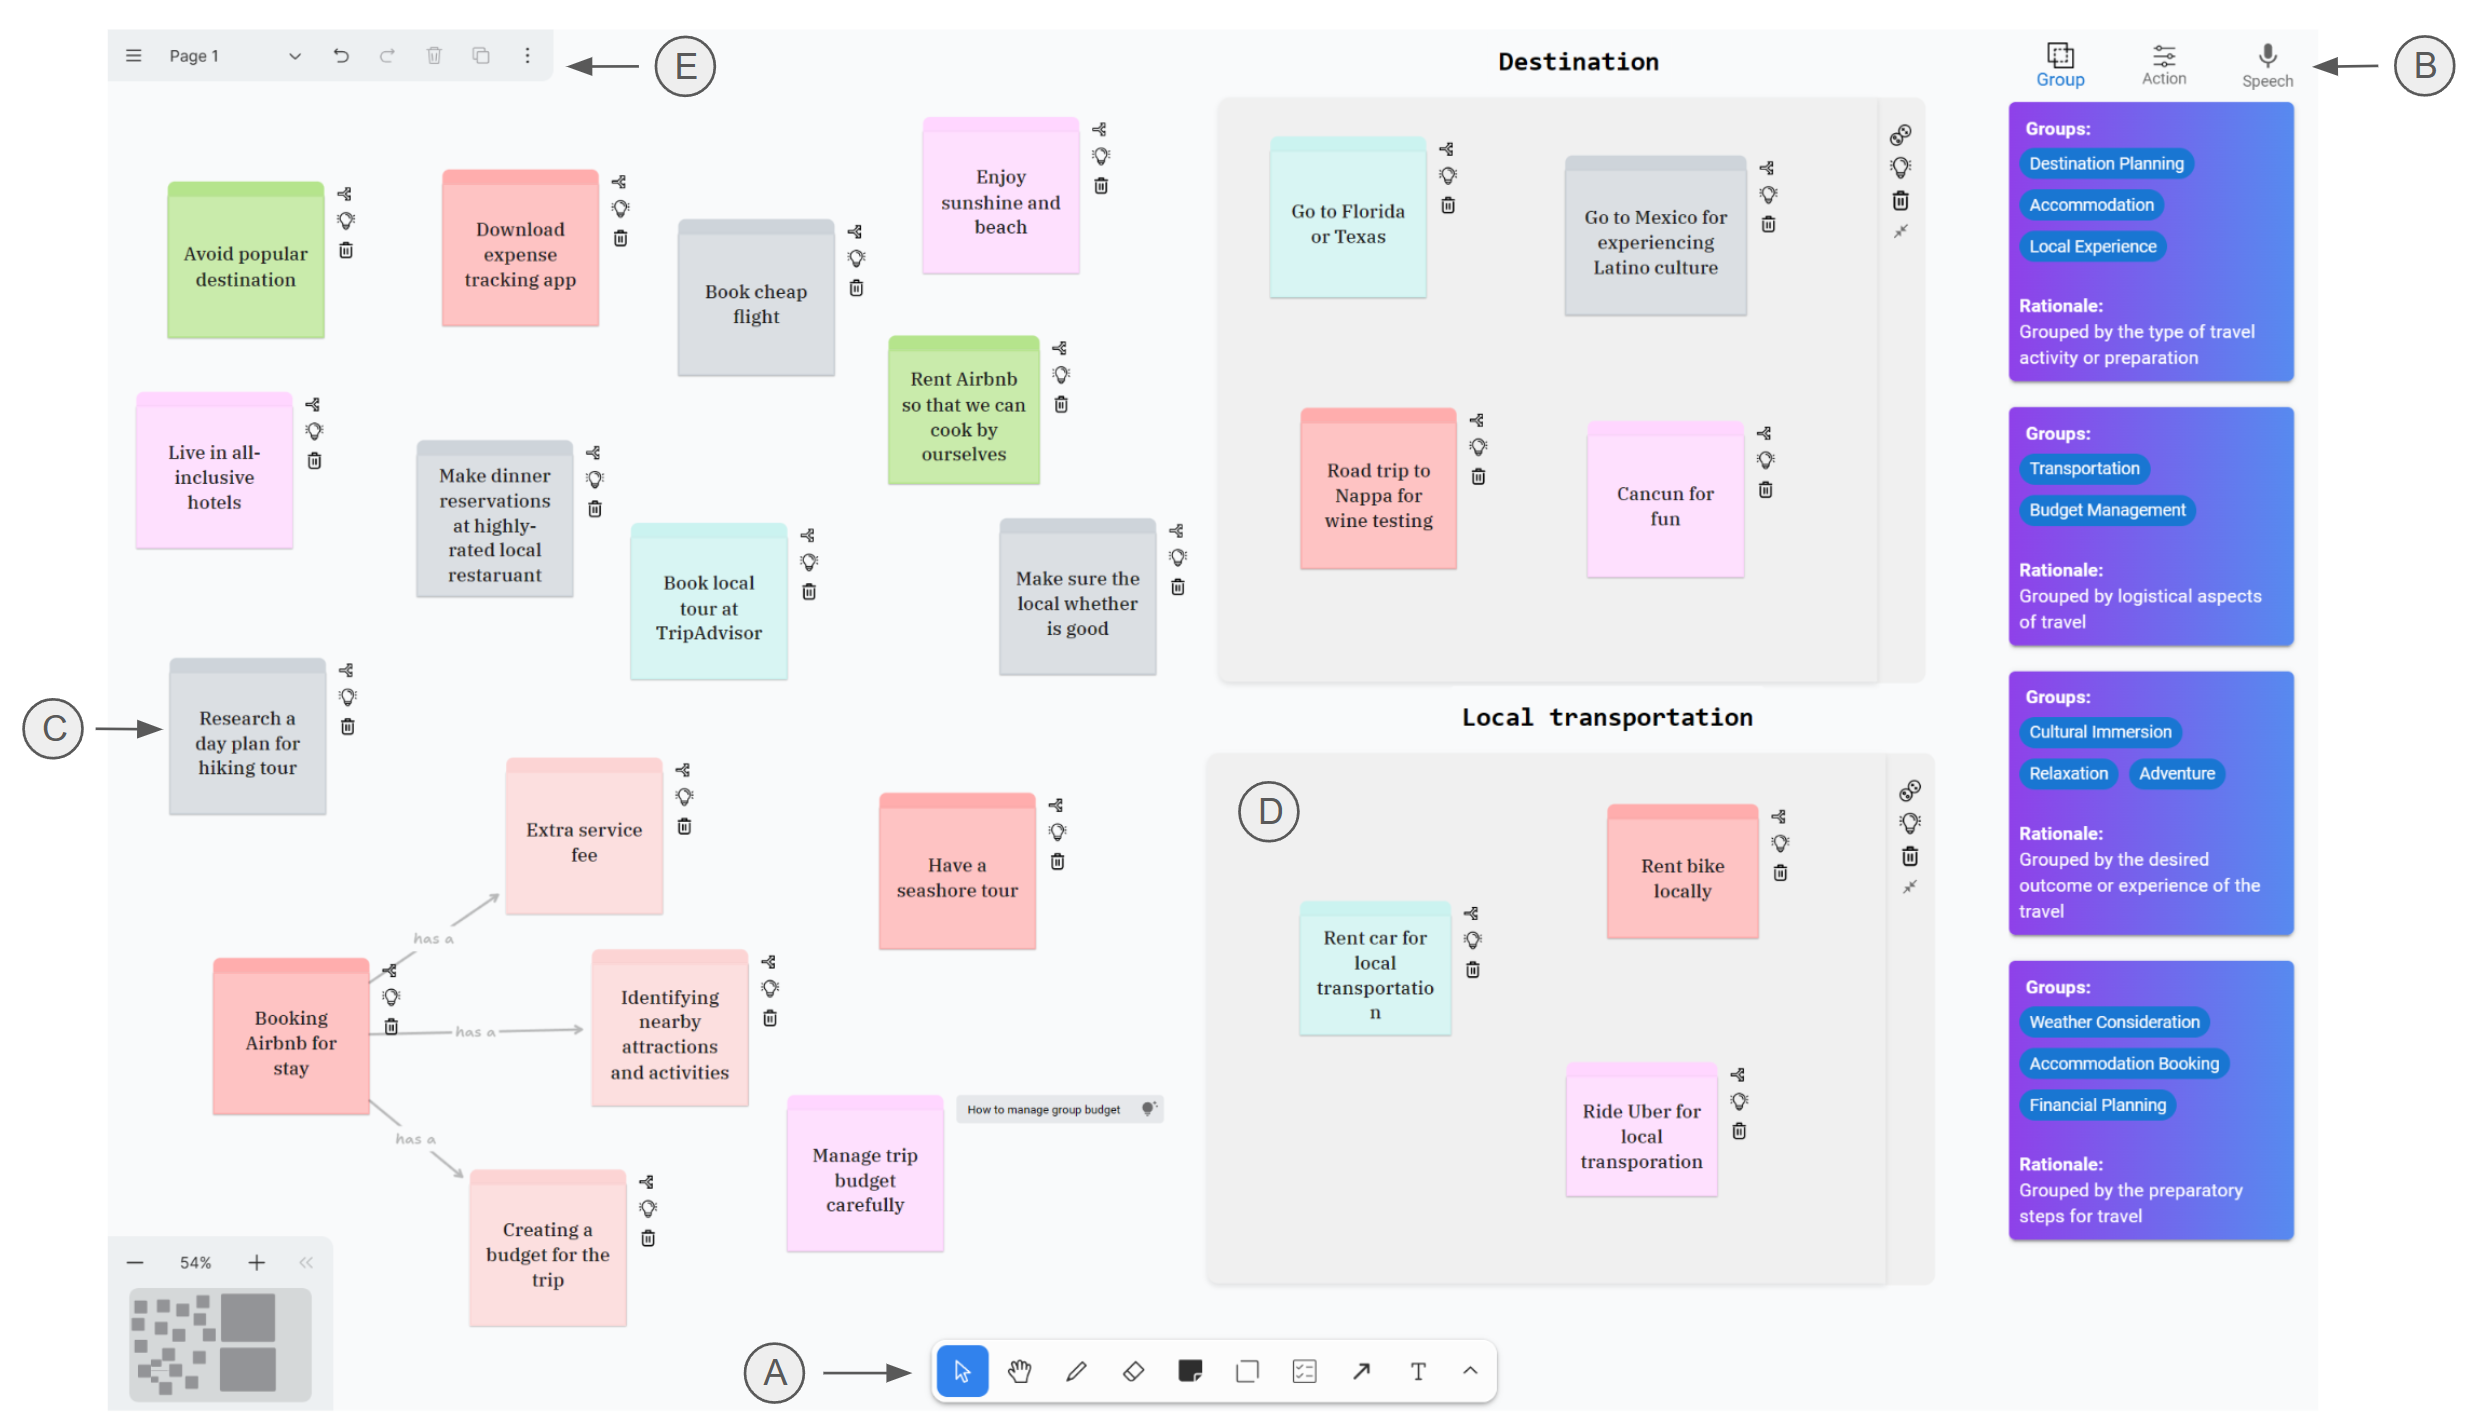 Page 1
E
Destination
Group
Action
Speech
B
Avoid popular
destination
Download
expense
tracking app
Book cheap
flight
Enjoy
sunshine and
beach
Live in all-
inclusive
hotels
Make dinner
reservations
at highly-
rated local
restaruant
Book local
tour at
TripAdvisor
Rent Airbnb
so that we can
cook by
ourselves
Make sure the
local whether
is good
C
Research a
day plan for
hiking tour
Extra service
fee
Have a
seashore tour
has a
Booking
Airbnb for
stay
has a
Identifying
nearby
attractions
and activities
has a
Creating a
budget for the
trip
Manage trip
budget
carefully
How to manage group budget
Go to Florida
or Texas
Go to Mexico for
experiencing
Latino culture
Road trip to
Nappa for
wine testing
Cancun for
fun
Local transportation
D
Rent bike
locally
Rent car for
local
transportatio
n
Ride Uber for
local
transporation
Groups:
Destination Planning
Accommodation
Local Experience
Rationale:
Grouped by the type of travel
activity or preparation
Groups:
Transportation
Budget Management
Rationale:
Grouped by logistical aspects
of travel
Groups:
Cultural Immersion
Relaxation Adventure
Rationale:
Grouped by the desired
outcome or experience of the
travel
Groups:
Weather Consideration
Accommodation Booking
Financial Planning
Rationale:
Grouped by the preparatory
steps for travel
54%
A
T